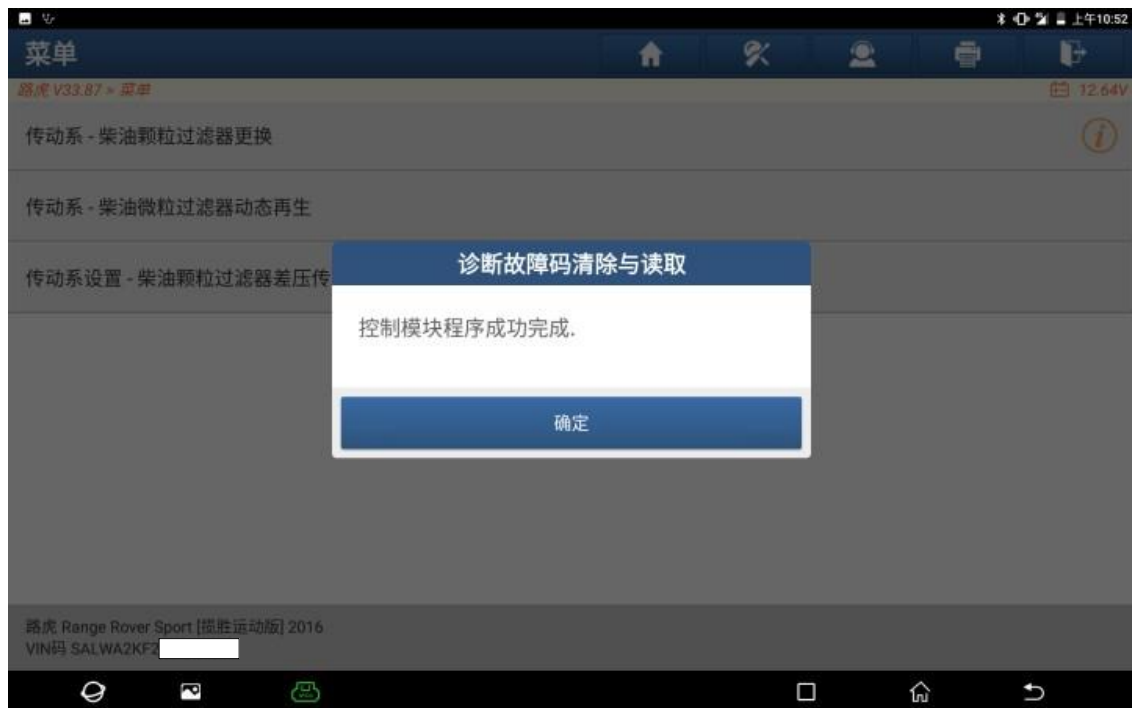 上午10:52
菜单
路虎 V33.87 > 菜单
12.64V
传动系 - 柴油颗粒过滤器更换
传动系 - 柴油微粒过滤器动态再生
传动系设置 - 柴油颗粒过滤器差压传
诊断故障码清除与读取
控制模块程序成功完成.
确定
路虎 Range Rover Sport [揽胜运动版] 2016
VIN码 SALWA2KF2